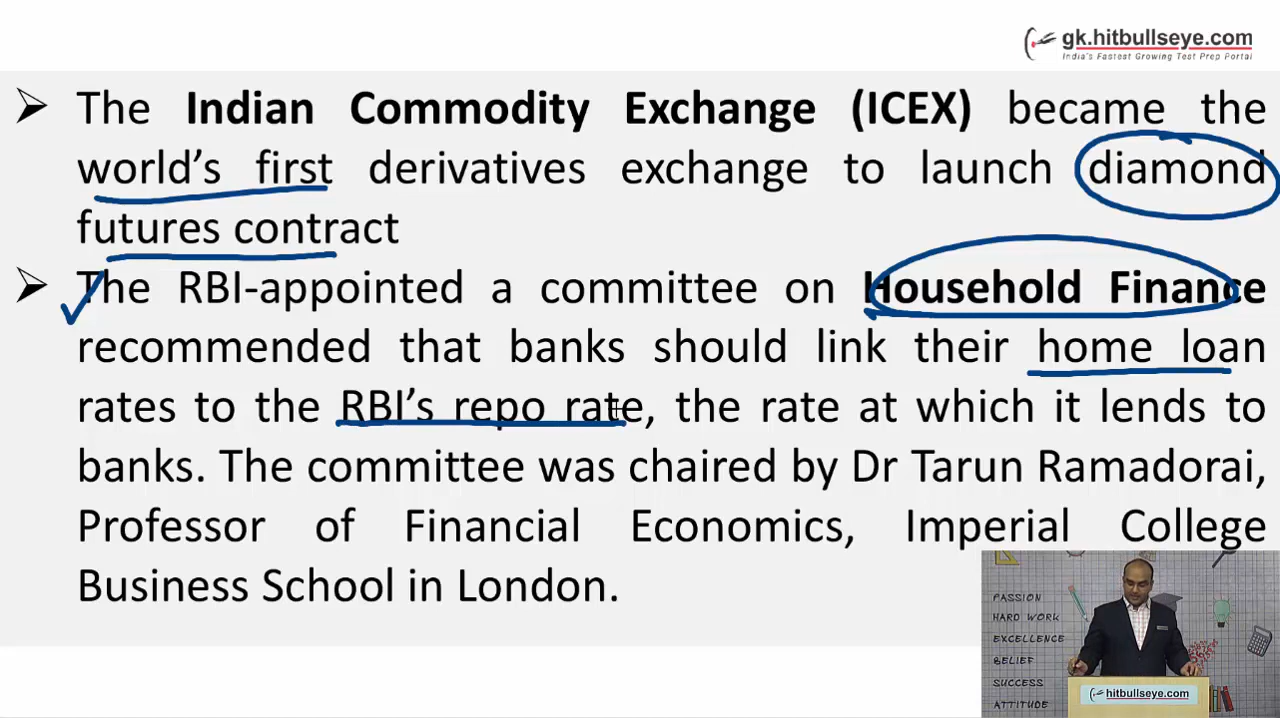 gk.hitbullseye.com
India's Fastest Growing Test Prep Portal
➢ The Indian Commodity Exchange (ICEX) became the
world's first derivatives exchange to launch diamond
futures contract
➢ The RBI-appointed a committee on Household Finance
recommended that banks should link their home loan
rates to the RBI's repo rate, the rate at which it lends to
banks. The committee was chaired by Dr Tarun Ramadorai,
Professor of Financial Economics, Imperial College
Business School in London.
PASSION
HARD WORK
EXCELLENCE
BELIEF
SUCCESS
ATTITUDE
hitbullseye.com